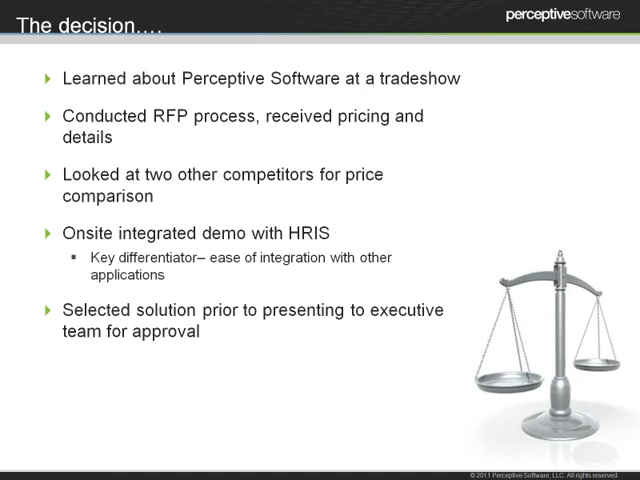 The decision....
perceptivesoftware
Learned about Perceptive Software at a tradeshow
Conducted RFP process, received pricing and
details
Looked at two other competitors for price
comparison
Onsite integrated demo with HRIS
Key differentiator– ease of integration with other
applications
Selected solution prior to presenting to executive
team for approval
© 2011 Perceptive Software, LLC. All rights reserved.